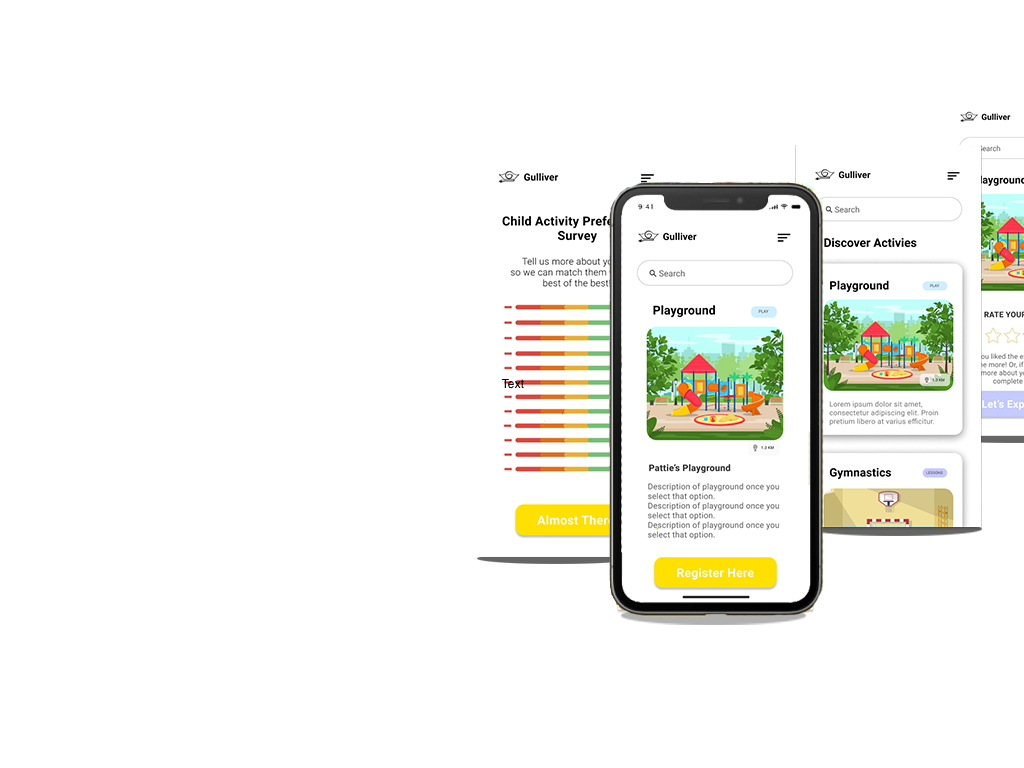 Gulliver
Child Activity Prefe
Survey
Tell us more about yo
so we can match them
best of the best!
Text
Almost Ther
9:41
Gulliver
Search
Playground
PLAY
1.3 KM
Pattie's Playground
Description of playground once you
select that option.
Description of playground once you
select that option.
Description of playground once you
select that option.
Register Here
Gulliver
Search
Discover Activies
Playground
PLAY
1.3 KM
Lorem ipsum dolor sit amet,
consectetur adipiscing elit. Proin
pretium libero at varius efficitur.
Gymnastics
LESSONS
Gulliver
Search
layground
RATE YOUR
ou liked the e
e more! Or, if
more about y
complete
Let's Exp